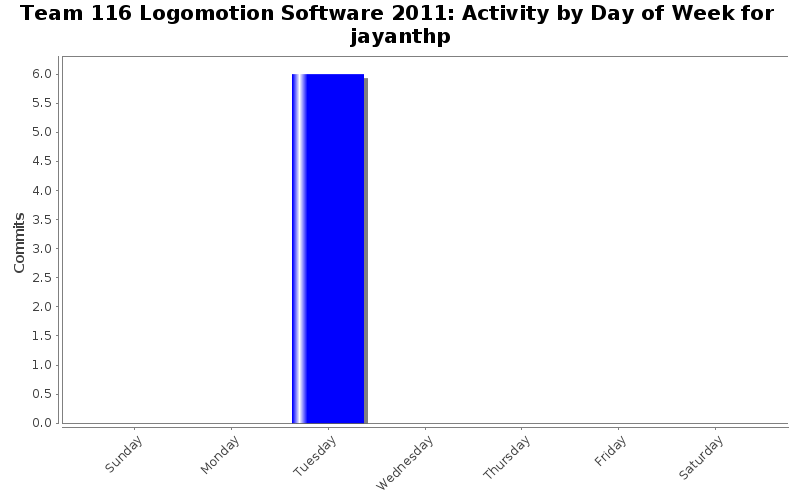 Team 116 Logomotion Software 2011: Activity by Day of Week for
jayanthp
6.0
5.5
5.0
4.5
4.0
3.5
3.0
2.5
2.0
1.5
1.0
0.5
0.0
Commits
Sunday
Monday
Tuesday
Wednesday
Thursday
Friday
Saturday